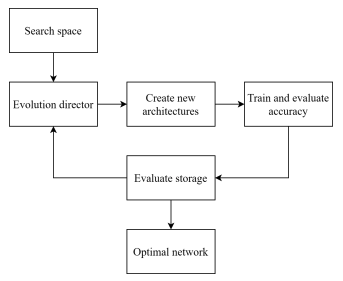 Search space
Evolution director
Create new
architectures
Train and evaluate
accuracy
Evaluate storage
Optimal network